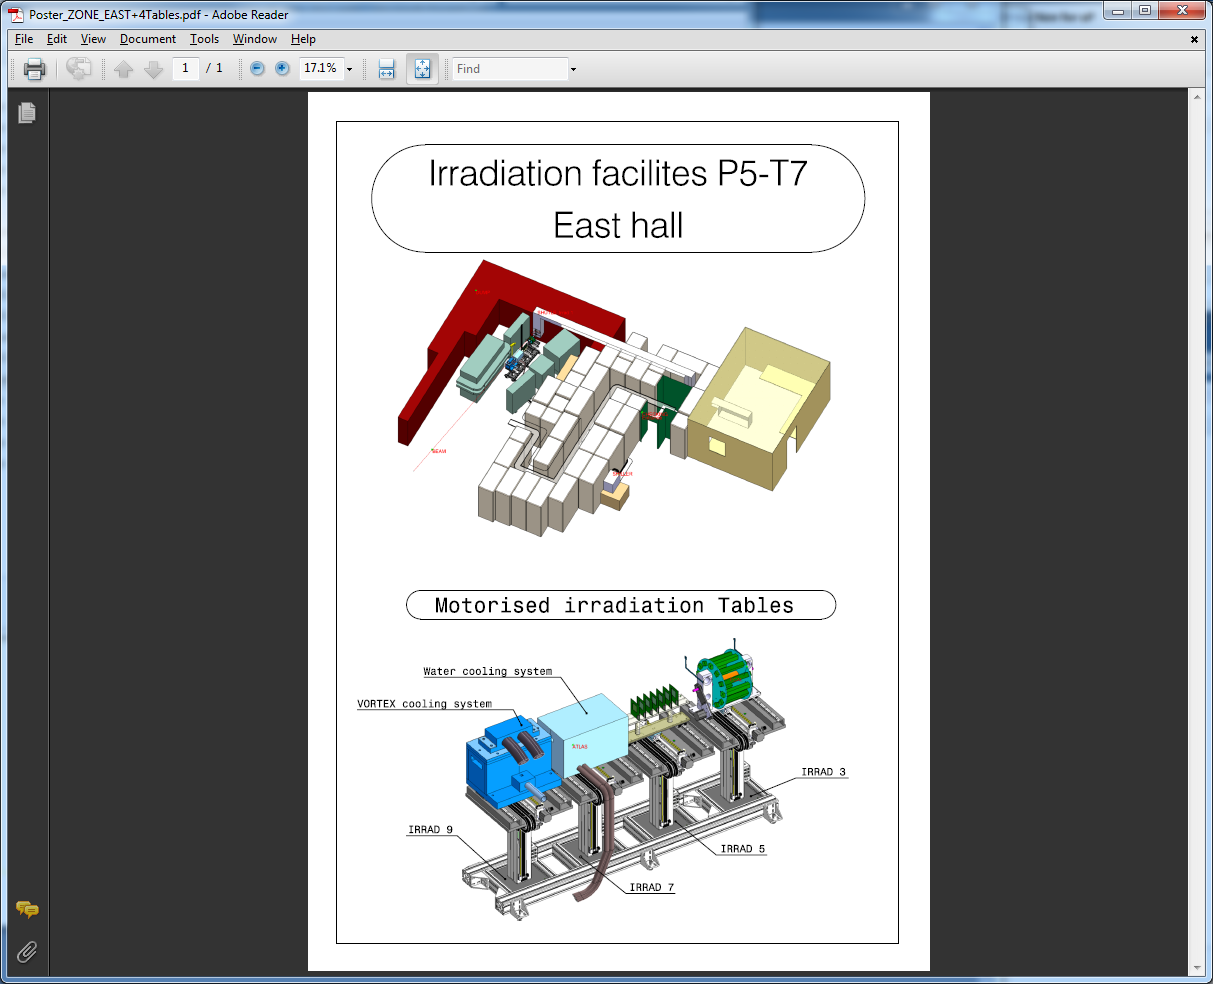 Poster_ZONE_EAST+4Tables.pdf - Adobe Reader
File Edit View Document Tools Window Help
1 / 1 17.1% Find
Irradiation facilites P5-T7
East hall
BEAM
Motorised irradiation Tables
Water cooling system
VORTEX cooling system
ATLAS
IRRAD 3
IRRAD 9
IRRAD 5
IRRAD 7